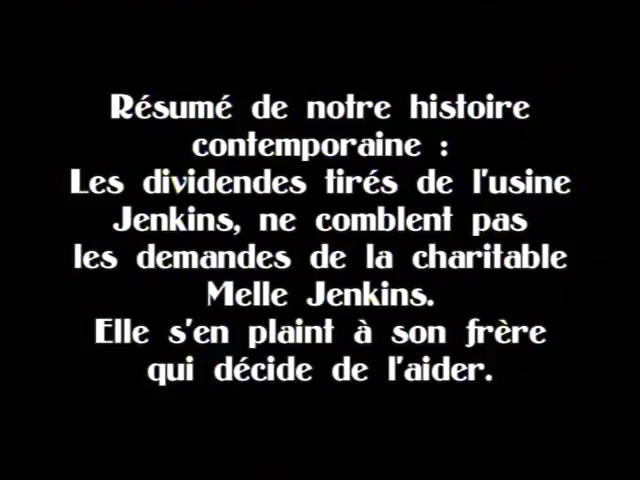 Résumé de notre histoire
contemporaine :
Les dividendes tirés de l'usine
Jenkins, ne comblent pas
les demandes de la charitable
Melle Jenkins.
Elle s'en plaint à son frère
qui décide de l'aider.